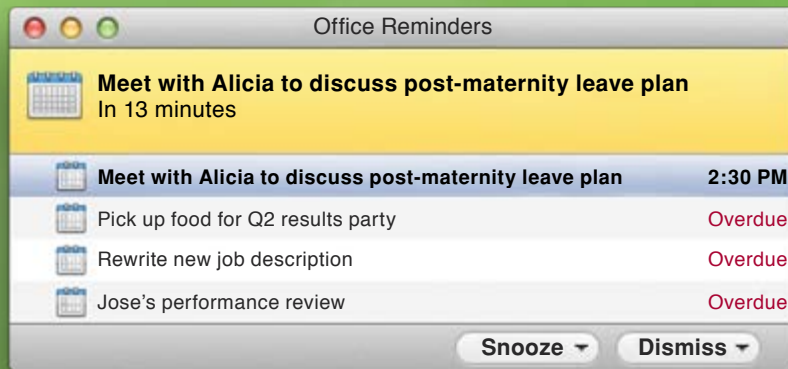 Office Reminders
Meet with Alicia to discuss post-maternity leave plan
In 13 minutes
Meet with Alicia to discuss post-maternity leave plan 2:30 PM
Pick up food for Q2 results party Overdue
Rewrite new job description Overdue
Jose's performance review Overdue
Snooze Dismiss